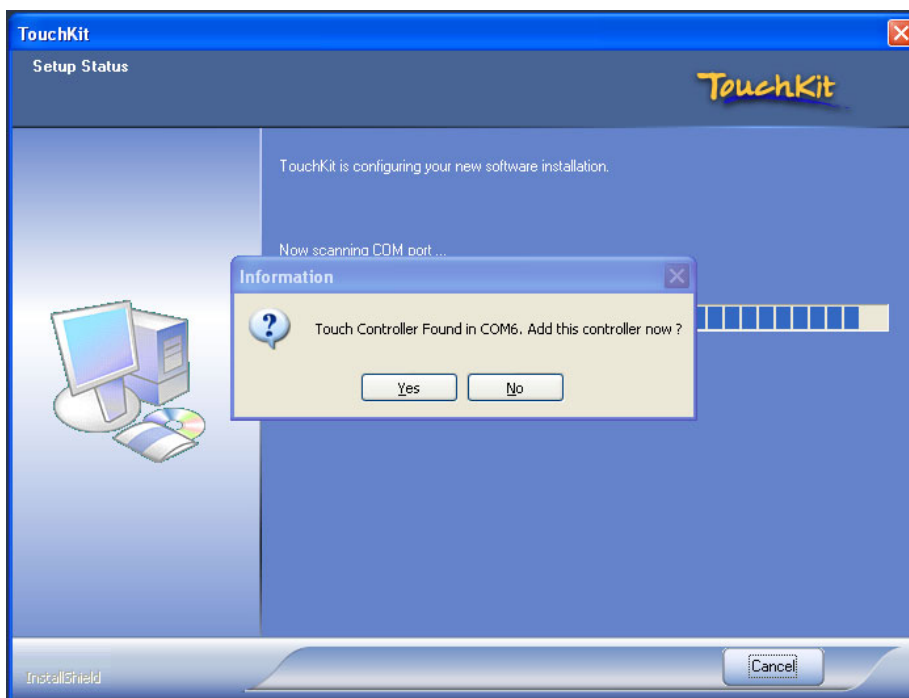 TouchKit
Setup Status
TouchKit
TouchKit is configuring your new software installation.
Now scanning COM port ...
Information
Touch Controller Found in COM6. Add this controller now ?
Yes
No
Cancel
InstallShield